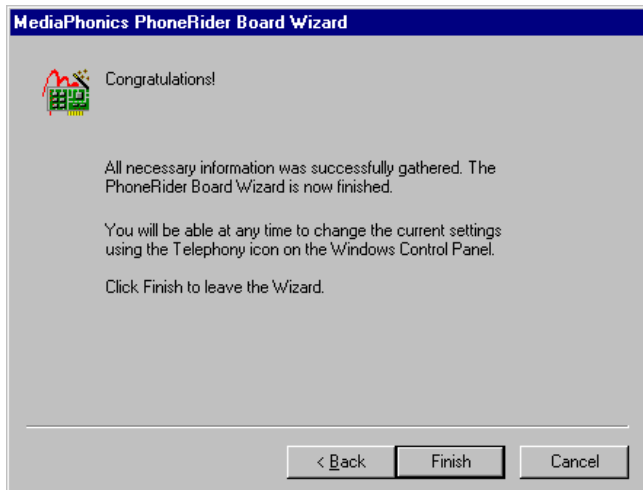 MediaPhonics PhoneRider Board Wizard
Congratulations!
All necessary information was successfully gathered. The
PhoneRider Board Wizard is now finished.
You will be able at any time to change the current settings
using the Telephony icon on the Windows Control Panel.
Click Finish to leave the Wizard.
< Back Finish Cancel